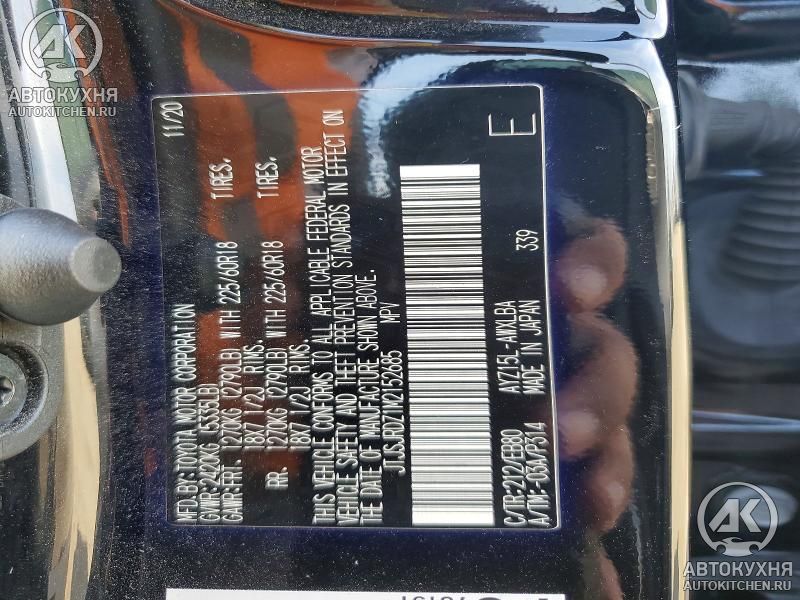 АК
АВТОКУХНЯ
AUTOKITCHEN.RU
MFD.BY: TOYOTA MOTOR CORPORATION 11/20
GVWR: 2420KG (5335LB)
GAWR-FRT. 1270KG (2790LB) WITH 225/60R18 TIRES.
18X7 1/2J RIMS.
RR. 1270KG (2790LB) WITH 225/60R18 TIRES.
18X7 1/2J RIMS.
THIS VEHICLE CONFORMS TO ALL APPLICABLE FEDERAL MOTOR
VEHICLE SAFETY AND THEFT PREVENTION STANDARDS IN EFFECT ON
THE DATE OF MANUFACTURE SHOWN ABOVE.
MPV
C/TR:212/EB80 AYZ15L-AWXLBA
A/TM:-03K/P314 MADE IN JAPAN 339
E
АК
АВТОКУХНЯ
AUTOKITCHEN.RU